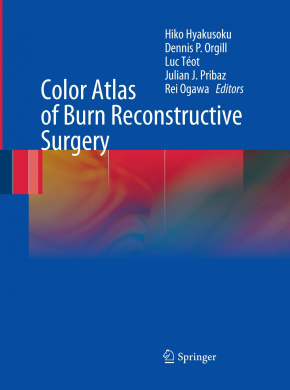 Hiko Hyakusoku
Dennis P. Orgill
Luc Téot
Julian J. Pribaz
Rei Ogawa Editors
Color Atlas
of Burn Reconstructive
Surgery
Springer